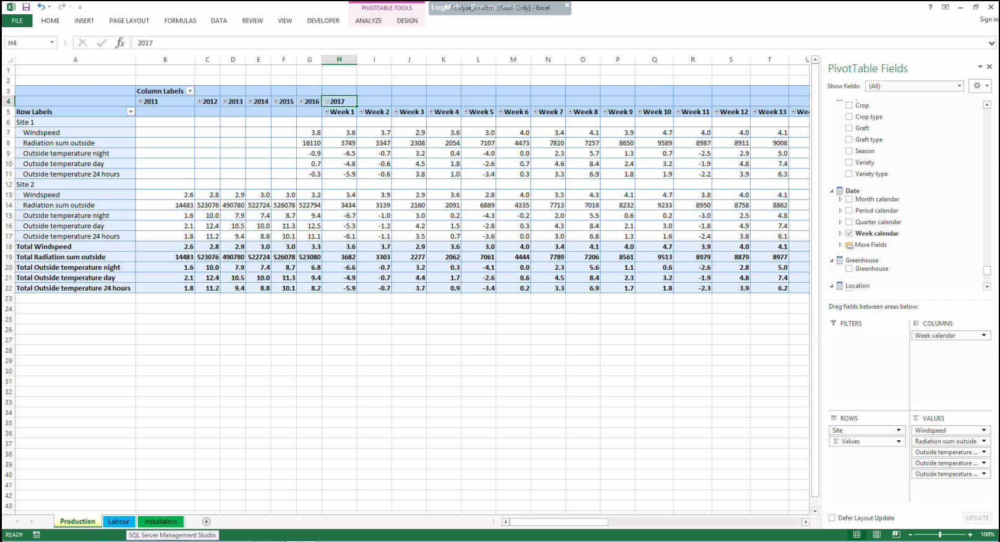 PIVOTTABLE TOOLS
Analyse_en.xltm [Read-Only] - Excel
Sign in
FILE HOME INSERT PAGE LAYOUT FORMULAS DATA REVIEW VIEW DEVELOPER ANALYZE DESIGN
H4 fx 2017
A B C D E F G H I J K L M N O P Q R S T
1
2
3 Column Labels
4 2011 2012 2013 2014 2015 2016 2017
5 Row Labels Week 1 Week 2 Week 3 Week 4 Week 5 Week 6 Week 7 Week 8 Week 9 Week 10 Week 11 Week 12 Week 13 We
6 Site 1
7 Windspeed 3.8 3.6 3.7 2.9 3.6 3.0 4.0 3.4 4.1 3.9 4.7 4.0 4.0 4.1
8 Radiation sum outside 16110 3749 3347 2308 2054 7107 4473 7810 7257 8650 9589 8987 8911 9008
9 Outside temperature night -0.9 -6.5 -0.7 3.2 0.4 -4.0 0.0 2.3 5.7 1.3 0.7 -2.5 2.9 5.0
10 Outside temperature day 0.7 -4.8 -0.6 4.5 1.8 -2.6 0.7 4.6 8.4 2.4 3.2 -1.9 4.8 7.4
11 Outside temperature 24 hours -0.3 -5.9 -0.6 3.8 1.0 -3.4 0.3 3.3 6.9 1.8 1.9 -2.2 3.9 6.3
12 Site 2
13 Windspeed 2.6 2.8 2.9 3.0 3.0 3.2 3.4 3.9 2.9 3.6 2.8 4.0 3.5 4.3 4.1 4.7 3.8 4.0 4.1
14 Radiation sum outside 14483 523076 490780 522724 526078 522794 3434 3139 2160 2091 6889 4335 7713 7018 8232 9233 8950 8758 8862
15 Outside temperature night 1.6 10.0 7.9 7.4 8.7 9.4 -6.7 -1.0 3.0 0.2 -4.3 -0.2 2.0 5.5 0.6 0.2 -3.0 2.5 4.8
16 Outside temperature day 2.1 12.4 10.5 10.0 11.3 12.5 -5.3 -1.2 4.2 1.5 -2.8 0.3 4.3 8.4 2.1 3.0 -1.8 4.9 7.4
17 Outside temperature 24 hours 1.8 11.2 9.4 8.8 10.1 11.1 -6.1 -1.1 3.5 0.7 -3.6 0.0 3.0 6.8 1.3 1.6 -2.4 3.8 6.1
18 Total Windspeed 2.6 2.8 2.9 3.0 3.0 3.3 3.6 3.7 2.9 3.6 3.0 4.0 3.4 4.1 4.0 4.7 3.9 4.0 4.1
19 Total Radiation sum outside 14483 523076 490780 522724 526078 523080 3682 3303 2277 2062 7061 4444 7789 7206 8561 9513 8979 8879 8977
20 Total Outside temperature night 1.6 10.0 7.9 7.4 8.7 6.8 -6.6 -0.7 3.2 0.3 -4.1 0.0 2.3 5.6 1.1 0.6 -2.6 2.8 5.0
21 Total Outside temperature day 2.1 12.4 10.5 10.0 11.3 9.4 -4.9 -0.7 4.4 1.7 -2.6 0.6 4.5 8.4 2.3 3.2 -1.9 4.8 7.4
22 Total Outside temperature 24 hours 1.8 11.2 9.4 8.8 10.1 8.2 -5.9 -0.7 3.7 0.9 -3.4 0.2 3.3 6.9 1.7 1.8 -2.3 3.9 6.2
23
24
25
26
27
28
29
30
31
32
33
34
35
36
37
38
39
40
41
42
43
PivotTable Fields
Show fields: (All)
Crop
Crop type
Graft
Graft type
Season
Variety
Variety type
Date
Month calendar
Period calendar
Quarter calendar
Week calendar
More Fields
Greenhouse
Greenhouse
Location
Drag fields between areas below:
FILTERS
COLUMNS
Week calendar
ROWS
Site
Σ Values
Σ VALUES
Windspeed
Radiation sum outside
Outside temperature ...
Outside temperature ...
Outside temperature ...
Defer Layout Update UPDATE
Production Labour Installation
READY
SQL Server Management Studio
100%